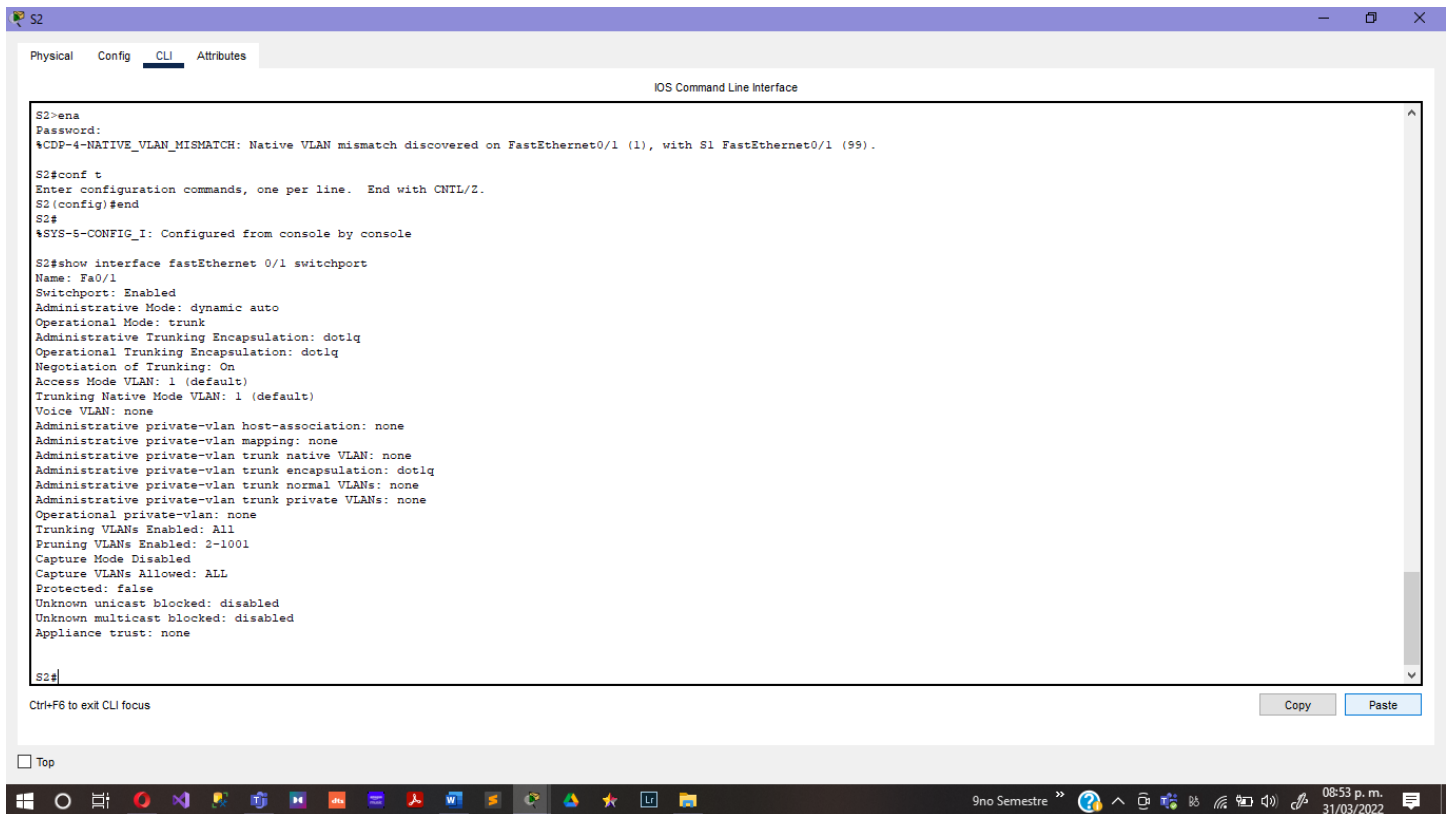 S2
Physical Config CLI Attributes
IOS Command Line Interface
S2>ena
Password:
%CDP-4-NATIVE_VLAN_MISMATCH: Native VLAN mismatch discovered on FastEthernet0/1 (1), with S1 FastEthernet0/1 (99).
S2#conf t
Enter configuration commands, one per line.  End with CNTL/Z.
S2(config)#end
S2#
%SYS-5-CONFIG_I: Configured from console by console
S2#show interface fastEthernet 0/1 switchport
Name: Fa0/1
Switchport: Enabled
Administrative Mode: dynamic auto
Operational Mode: trunk
Administrative Trunking Encapsulation: dot1q
Operational Trunking Encapsulation: dot1q
Negotiation of Trunking: On
Access Mode VLAN: 1 (default)
Trunking Native Mode VLAN: 1 (default)
Voice VLAN: none
Administrative private-vlan host-association: none
Administrative private-vlan mapping: none
Administrative private-vlan trunk native VLAN: none
Administrative private-vlan trunk encapsulation: dot1q
Administrative private-vlan trunk normal VLANs: none
Administrative private-vlan trunk private VLANs: none
Operational private-vlan: none
Trunking VLANs Enabled: All
Pruning VLANs Enabled: 2-1001
Capture Mode Disabled
Capture VLANs Allowed: ALL
Protected: false
Unknown unicast blocked: disabled
Unknown multicast blocked: disabled
Appliance trust: none
S2#
Ctrl+F6 to exit CLI focus
Copy Paste
Top
9no Semestre
08:53 p. m.
31/03/2022